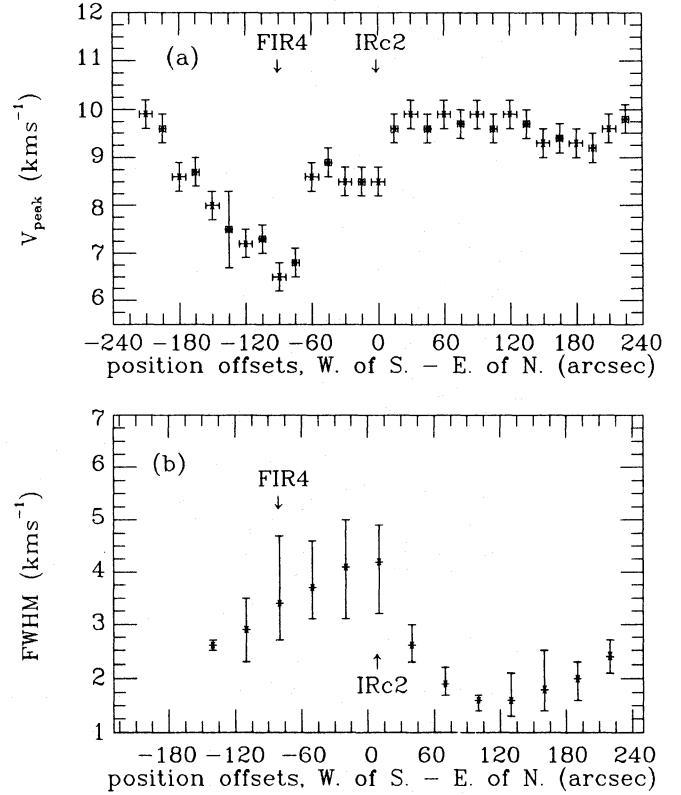 12
11
10
9
8
7
6
(a)
FIR4
↓
IRc2
↓
V_peak (kms⁻¹)
−240 −180 −120 −60 0 60 120 180 240
position offsets, W. of S. − E. of N. (arcsec)
7
6
5
4
3
2
1
(b)
FIR4
↓
↑
IRc2
FWHM (kms⁻¹)
−180 −120 −60 0 60 120 180 240
position offsets, W. of S. − E. of N. (arcsec)